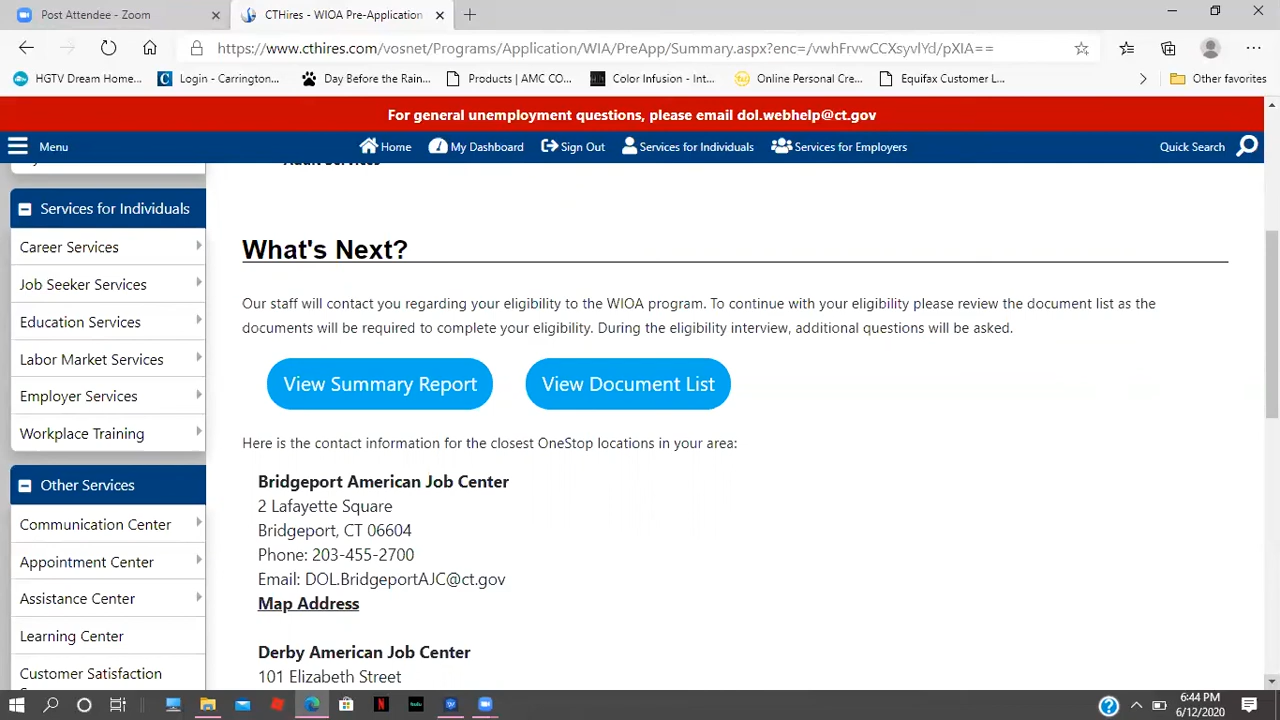 Post Attendee - Zoom
CTHires - WIOA Pre-Application
https://www.cthires.com/vosnet/Programs/Application/WIA/PreApp/Summary.aspx?enc=/vwhFrvwCCXsyvlYd/pXIA==
HGTV Dream Home...
Login - Carrington...
Day Before the Rain...
Products | AMC CO...
Color Infusion - Int...
Online Personal Cre...
Equifax Customer L...
Other favorites
For general unemployment questions, please email dol.webhelp@ct.gov
Menu
Home
My Dashboard
Sign Out
Services for Individuals
Services for Employers
Quick Search
Services for Individuals
Career Services
Job Seeker Services
Education Services
Labor Market Services
Employer Services
Workplace Training
Other Services
Communication Center
Appointment Center
Assistance Center
Learning Center
Customer Satisfaction
What's Next?
Our staff will contact you regarding your eligibility to the WIOA program. To continue with your eligibility please review the document list as the
documents will be required to complete your eligibility. During the eligibility interview, additional questions will be asked.
View Summary Report
View Document List
Here is the contact information for the closest OneStop locations in your area:
Bridgeport American Job Center
2 Lafayette Square
Bridgeport, CT 06604
Phone: 203-455-2700
Email: DOL.BridgeportAJC@ct.gov
Map Address
Derby American Job Center
101 Elizabeth Street
hulu
6:44 PM
6/12/2020